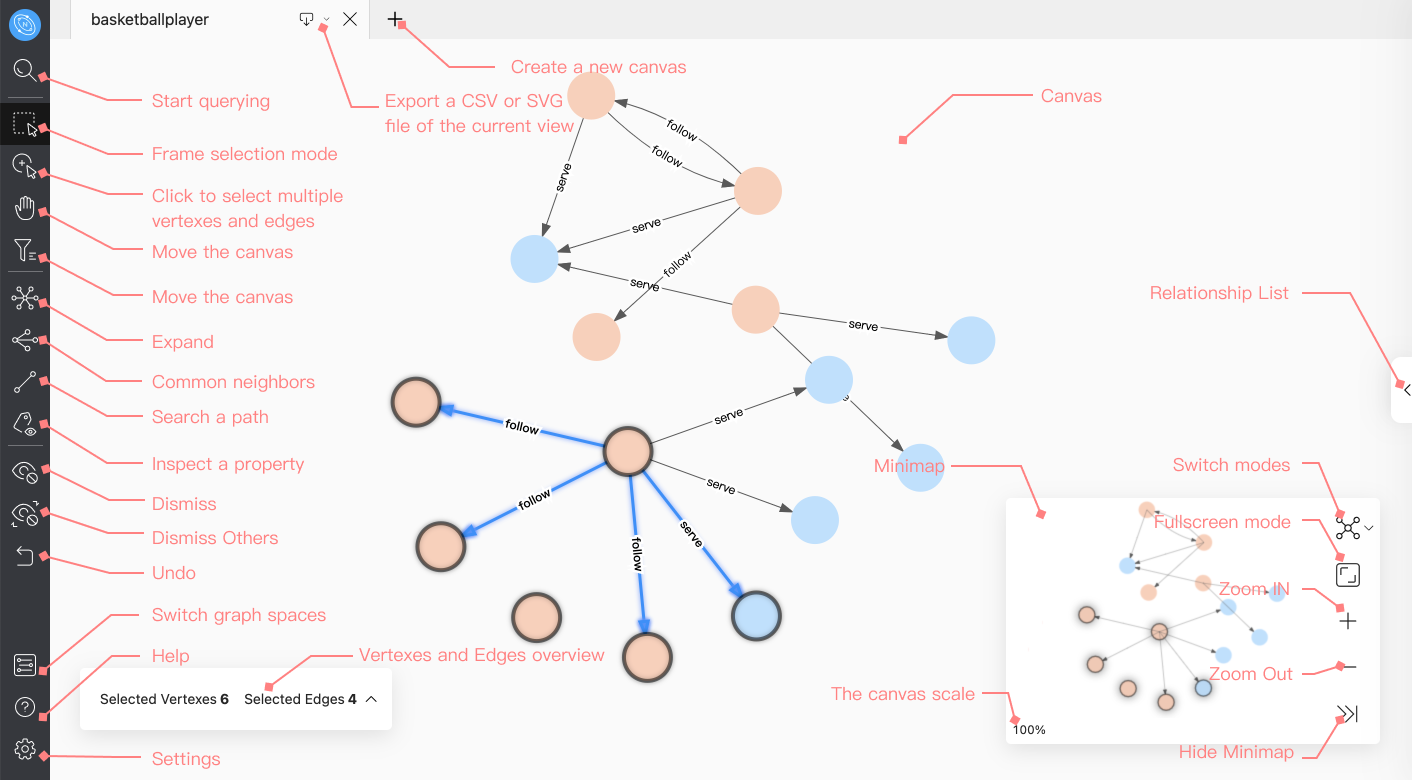 basketballplayer
Create a new canvas
Start querying
Export a CSV or SVG
file of the current view
Canvas
Frame selection mode
Click to select multiple
vertexes and edges
Move the canvas
Move the canvas
Expand
Common neighbors
Search a path
Inspect a property
Dismiss
Dismiss Others
Undo
Switch graph spaces
Help
Vertexes and Edges overview
Selected Vertexes 6 Selected Edges 4
Settings
follow
follow
serve
serve
follow
serve
serve
serve
follow
serve
follow
follow
serve
Relationship List
Minimap
Switch modes
Fullscreen mode
Zoom IN
Zoom Out
The canvas scale
100%
Hide Minimap